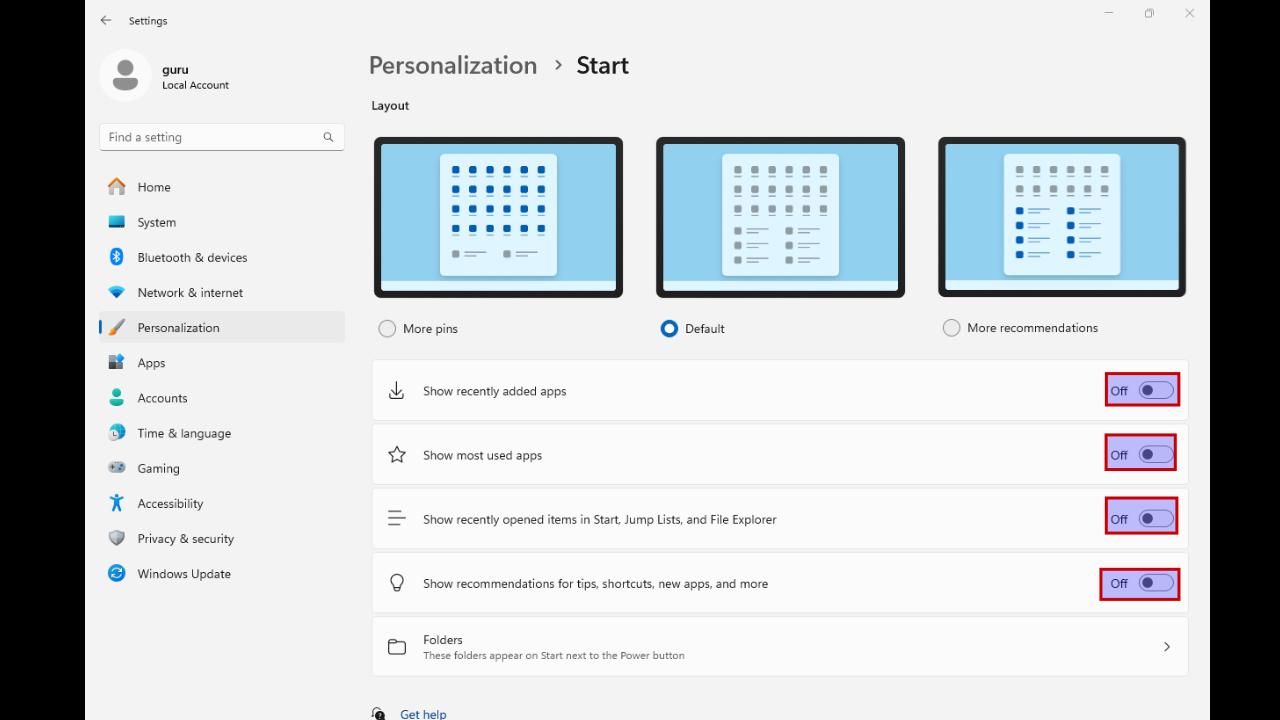 Settings
guru
Local Account
Find a setting
Home
System
Bluetooth & devices
Network & internet
Personalization
Apps
Accounts
Time & language
Gaming
Accessibility
Privacy & security
Windows Update
Personalization > Start
Layout
More pins
Default
More recommendations
Show recently added apps
Off
Show most used apps
Off
Show recently opened items in Start, Jump Lists, and File Explorer
Off
Show recommendations for tips, shortcuts, new apps, and more
Off
Folders
These folders appear on Start next to the Power button
Get help